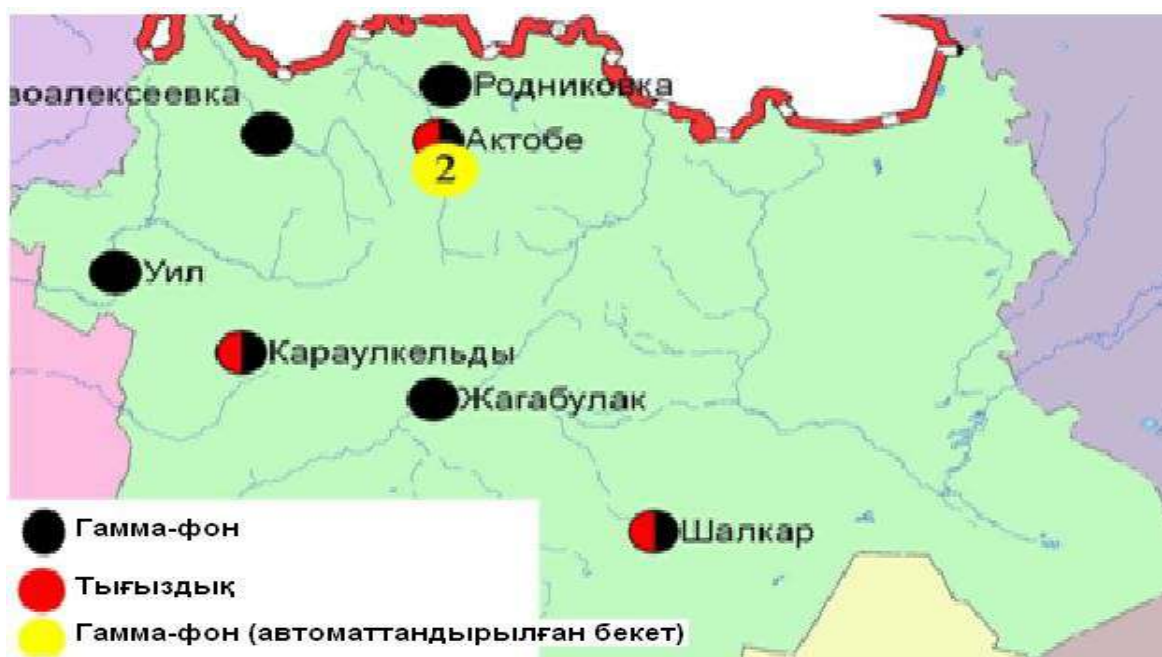 Родниковка
воалексеевка
Актобе
2
Уил
Караулкельды
Жагабулак
Шалкар
Гамма-фон
Тығыздық
Гамма-фон (автоматтандырылған бекет)